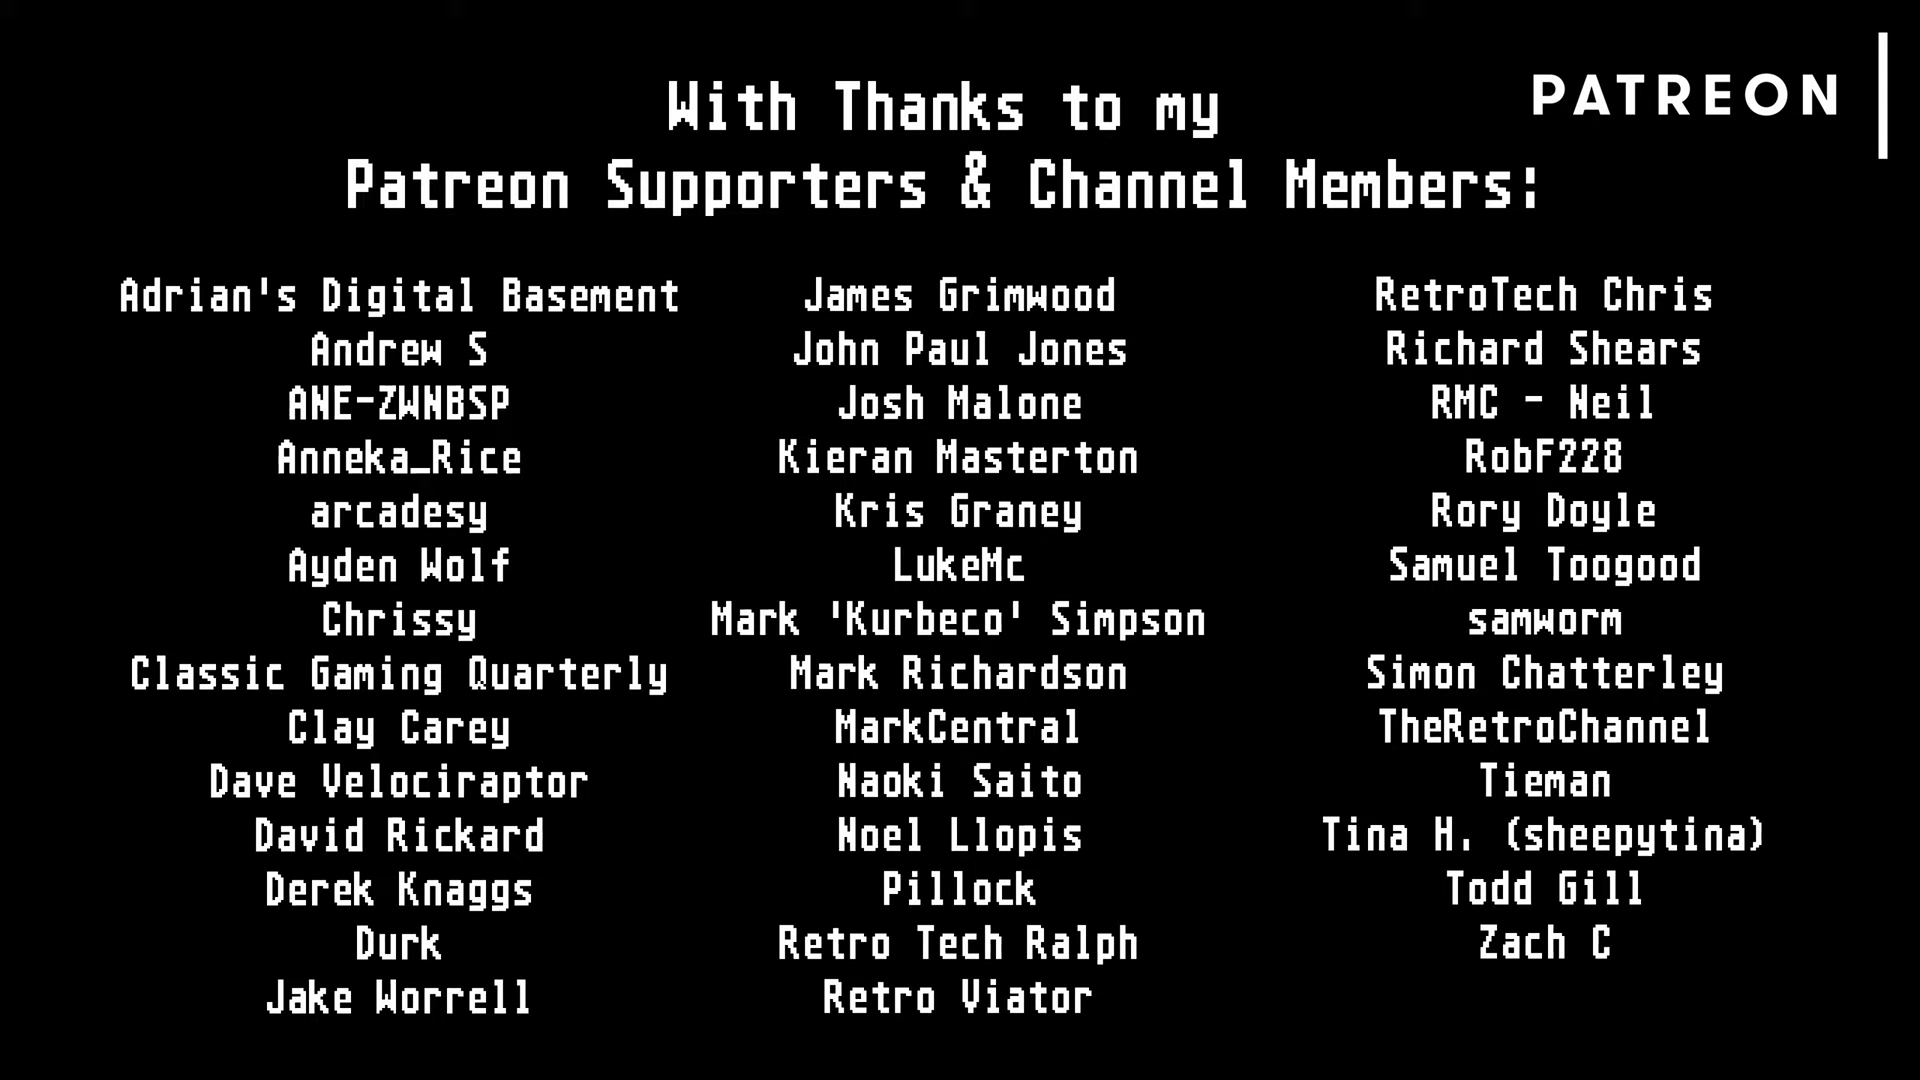 With Thanks to my
Patreon Supporters & Channel Members:
PATREON
Adrian's Digital Basement
Andrew S
ANE-ZWNBSP
Anneka_Rice
arcadesy
Ayden Wolf
Chrissy
Classic Gaming Quarterly
Clay Carey
Dave Velociraptor
David Rickard
Derek Knaggs
Durk
Jake Worrell
James Grimwood
John Paul Jones
Josh Malone
Kieran Masterton
Kris Graney
LukeMc
Mark 'Kurbeco' Simpson
Mark Richardson
MarkCentral
Naoki Saito
Noel Llopis
Pillock
Retro Tech Ralph
Retro Viator
RetroTech Chris
Richard Shears
RMC - Neil
RobF228
Rory Doyle
Samuel Toogood
samworm
Simon Chatterley
TheRetroChannel
Tieman
Tina H. (sheepytina)
Todd Gill
Zach C